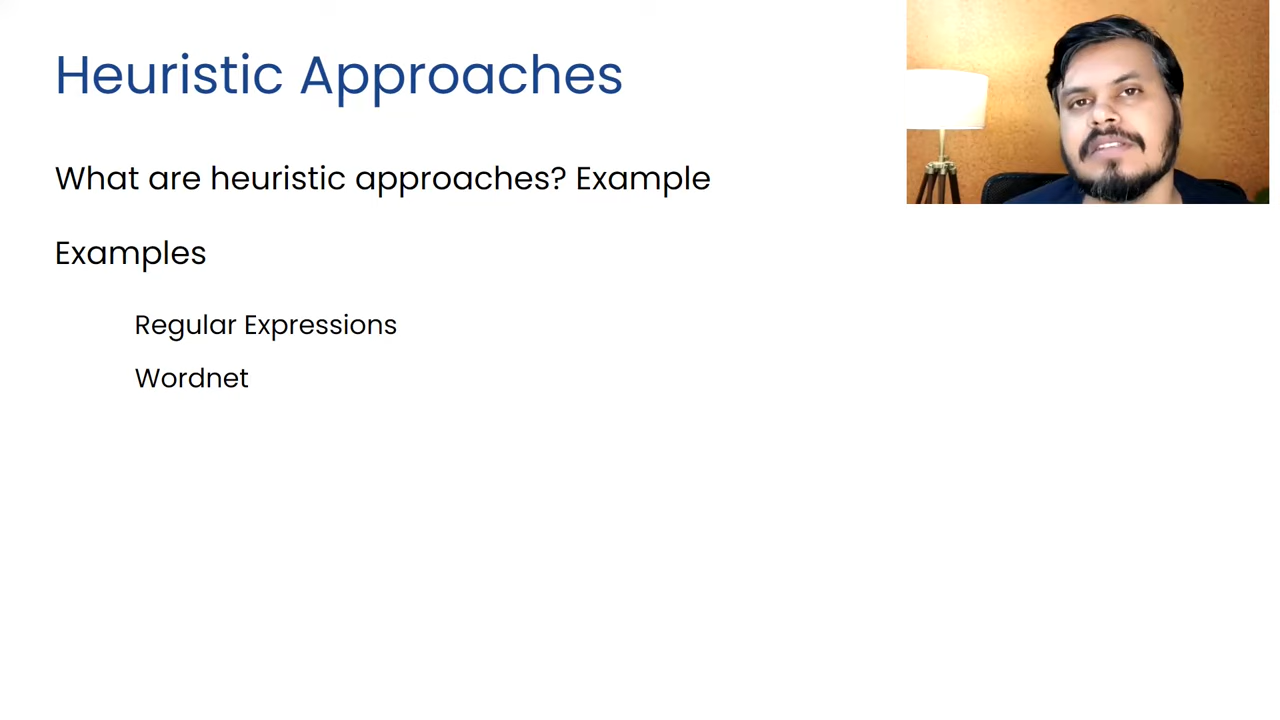 Heuristic Approaches
What are heuristic approaches? Example
Examples
Regular Expressions
Wordnet